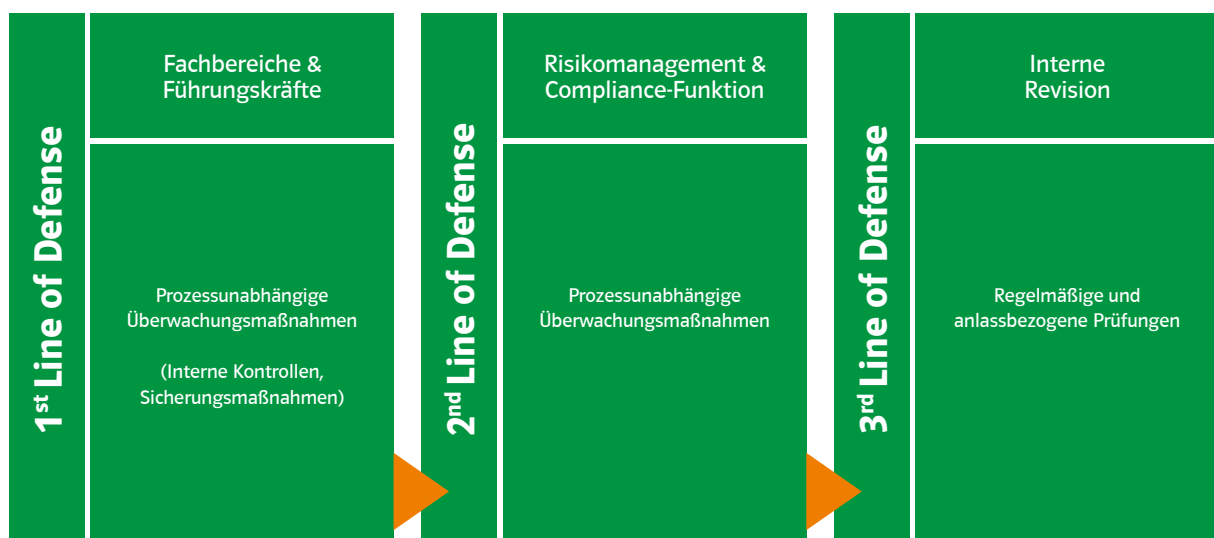 1st Line of Defense
Fachbereiche &
Führungskräfte
Prozessunabhängige
Überwachungsmaßnahmen
(Interne Kontrollen,
Sicherungsmaßnahmen)
2nd Line of Defense
Risikomanagement &
Compliance-Funktion
Prozessunabhängige
Überwachungsmaßnahmen
3rd Line of Defense
Interne
Revision
Regelmäßige und
anlassbezogene Prüfungen